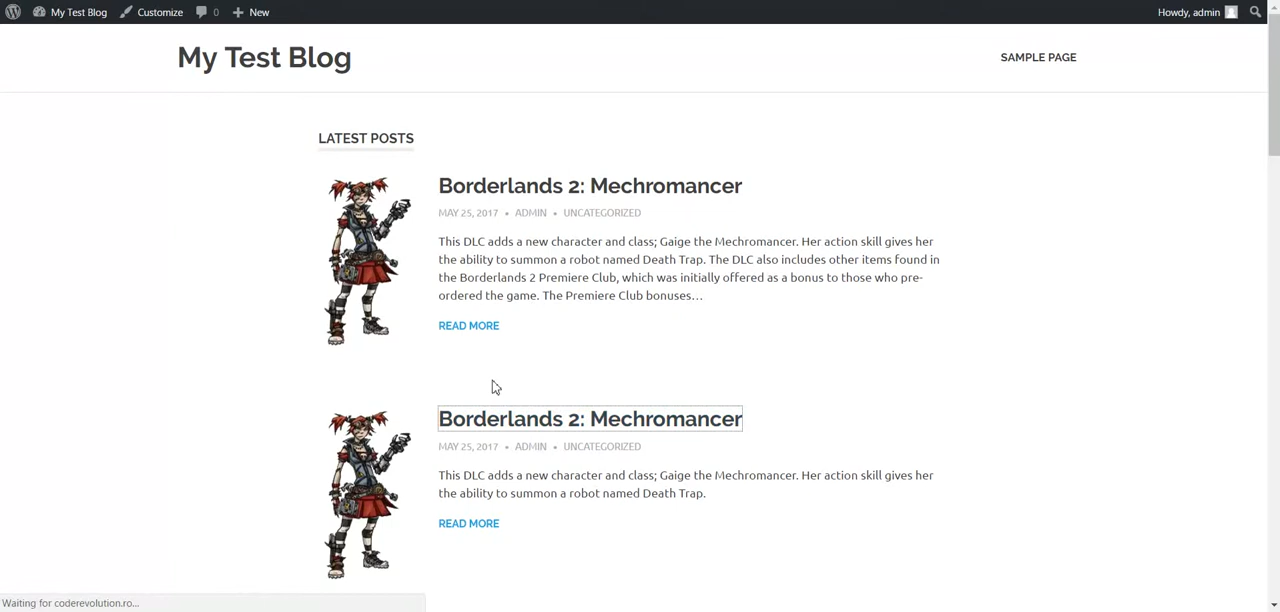 My Test Blog Customize 0 New Howdy, admin
My Test Blog SAMPLE PAGE
LATEST POSTS
Borderlands 2: Mechromancer
MAY 25, 2017 • ADMIN • UNCATEGORIZED
This DLC adds a new character and class; Gaige the Mechromancer. Her action skill gives her
the ability to summon a robot named Death Trap. The DLC also includes other items found in
the Borderlands 2 Premiere Club, which was initially offered as a bonus to those who pre-
ordered the game. The Premiere Club bonuses…
READ MORE
Borderlands 2: Mechromancer
MAY 25, 2017 • ADMIN • UNCATEGORIZED
This DLC adds a new character and class; Gaige the Mechromancer. Her action skill gives her
the ability to summon a robot named Death Trap.
READ MORE
Waiting for coderevolution.ro...